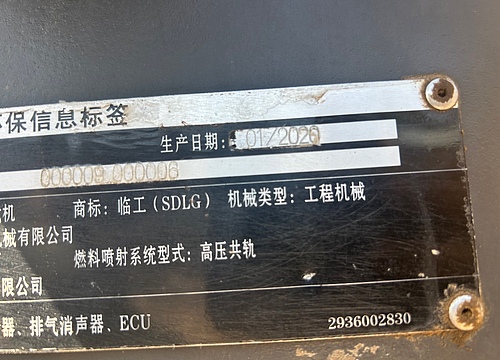 环保信息标签
生产日期: 01/2020
000009 000006
机 商标: 临工 (SDLG) 机械类型: 工程机械
械有限公司
燃料喷射系统型式: 高压共轨
限公司
器、排气消声器、ECU
2936002830